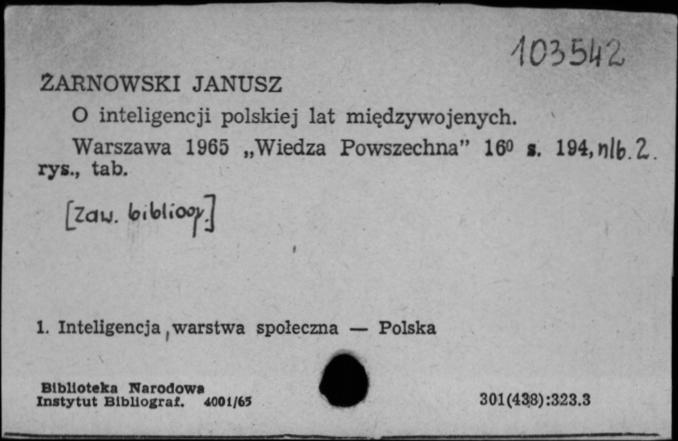 103542
ŻARNOWSKI JANUSZ
O inteligencji polskiej lat międzywojenych.
Warszawa 1965 „Wiedza Powszechna” 16⁰ s. 194, nlb. 2.
rys., tab.
[Zaw. bibliogr.]
1. Inteligencja, warstwa społeczna — Polska
Biblioteka Narodowa
Instytut Bibliograf. 4001/65
301(438):323.3